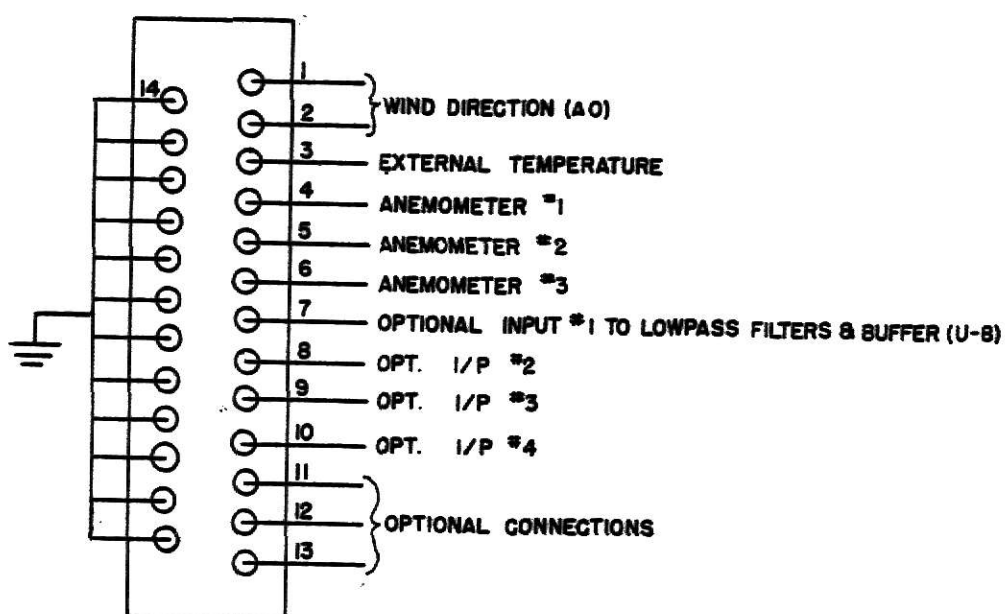 14
1
2
WIND DIRECTION (AO)
3
EXTERNAL TEMPERATURE
4
ANEMOMETER #1
5
ANEMOMETER #2
6
ANEMOMETER #3
7
OPTIONAL INPUT #1 TO LOWPASS FILTERS & BUFFER (U-8)
8
OPT. I/P #2
9
OPT. I/P #3
10
OPT. I/P #4
11
12
OPTIONAL CONNECTIONS
13